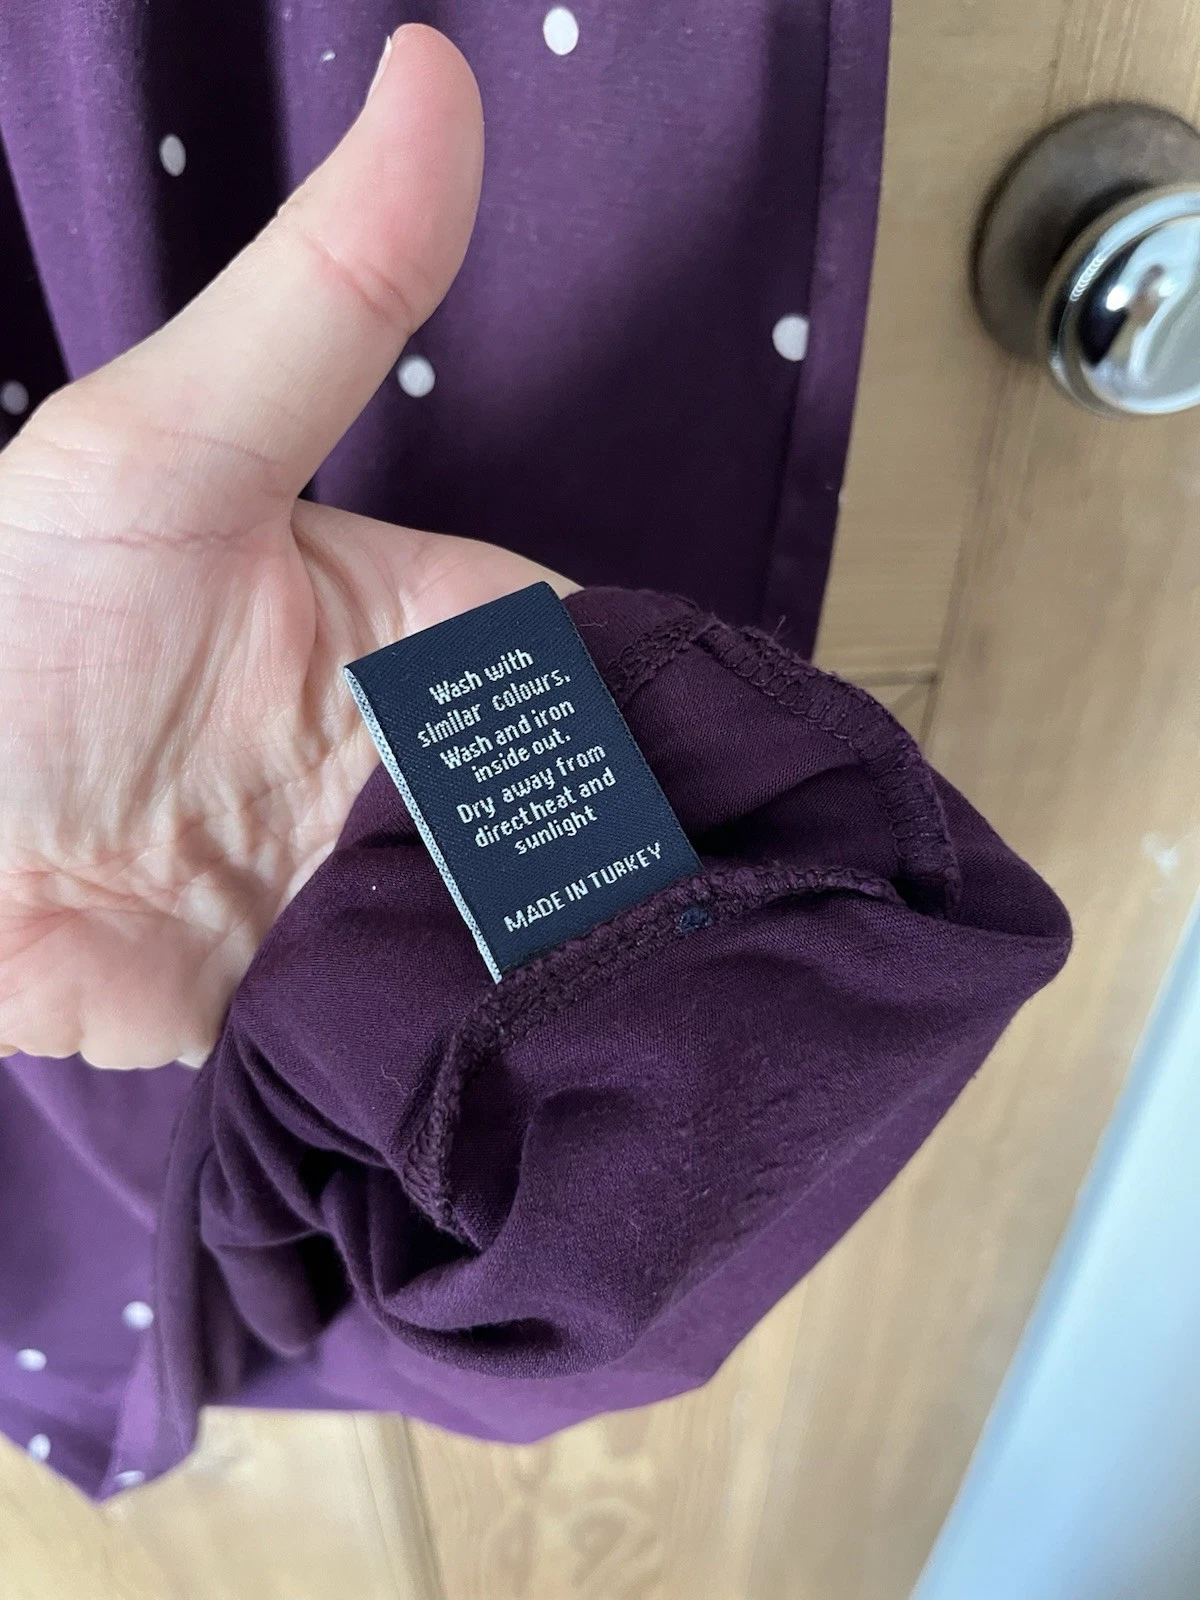 Wash with
similar colours.
Wash and iron
inside out.
Dry away from
direct heat and
sunlight
MADE IN TURKEY